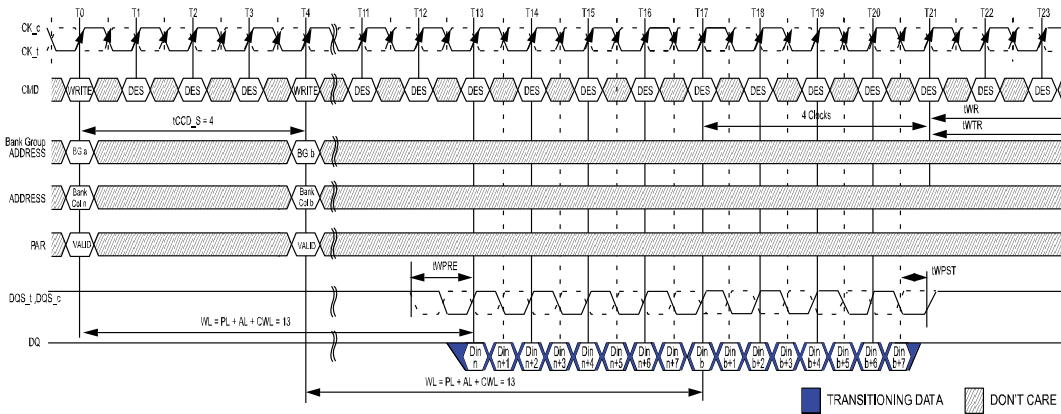 T0 T1 T2 T3 T4 T11 T12 T13 T14 T15 T16 T17 T18 T19 T20 T21 T22 T23
CK_c
CK_t
CMD WRITE DES DES DES WRITE DES DES DES DES DES DES DES DES DES DES DES DES DES
tCCD_S = 4
4 Clocks
tWR
tWTR
Bank Group
ADDRESS
BG a
BG b
ADDRESS
Bank
Col n
Bank
Col b
PAR VALID VALID
tWPRE
tWPST
DQS_t ,DQS_c
WL = PL + AL + CWL = 13
DQ
Din
n
Din
n+1
Din
n+2
Din
n+3
Din
n+4
Din
n+5
Din
n+6
Din
n+7
Din
b
Din
b+1
Din
b+2
Din
b+3
Din
b+4
Din
b+5
Din
b+6
Din
b+7
WL = PL + AL + CWL = 13
TRANSITIONING DATA
DON'T CARE